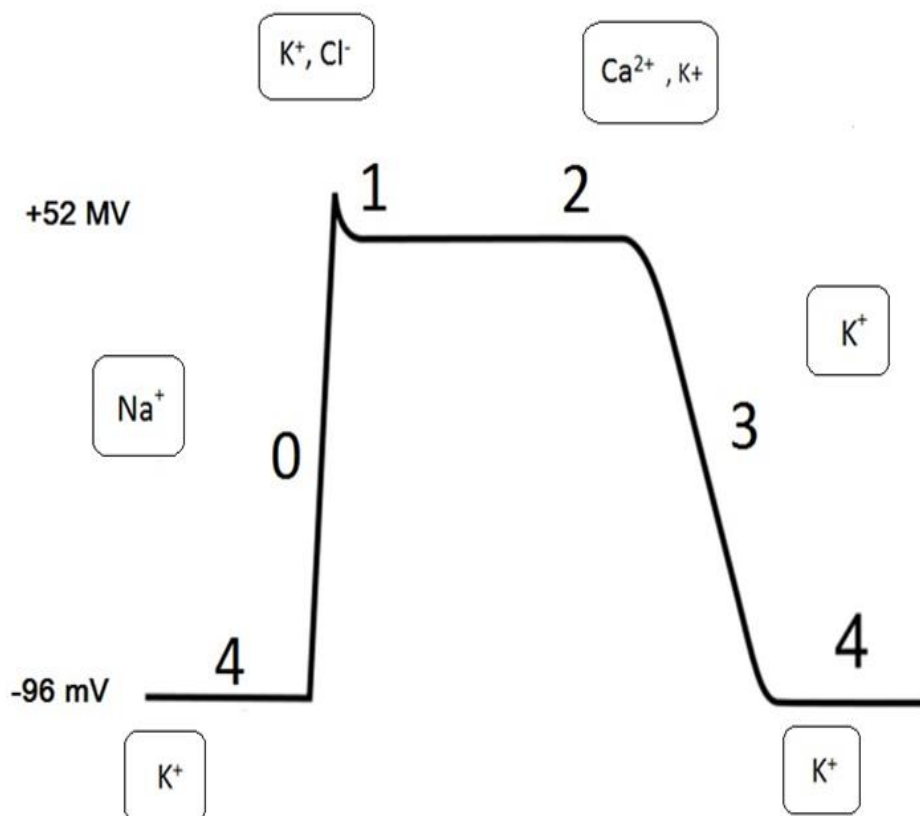 K⁺, Cl⁻
Ca²⁺ , K+
1
2
+52 MV
K⁺
Na⁺
3
0
4
4
-96 mV
K⁺
K⁺